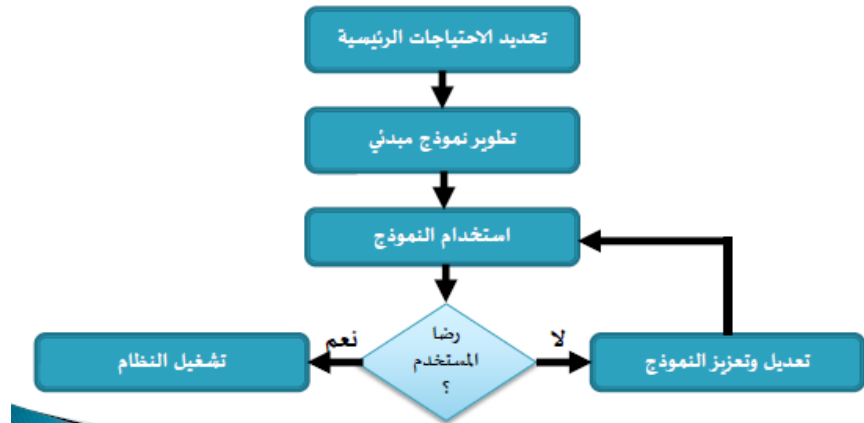 تحديد الاحتياجات الرئيسية
تطوير نموذج مبدئي
استخدام النموذج
رضا
المستخدم
؟
نعم
لا
تشغيل النظام
تعديل وتعزيز النموذج